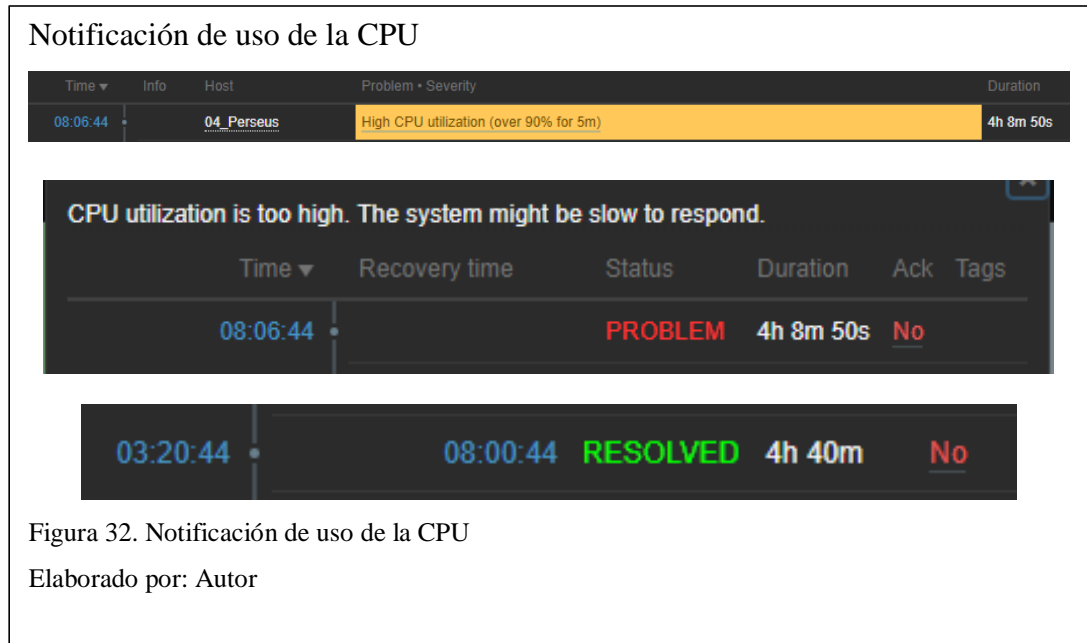 Notificación de uso de la CPU
Time ▼ Info Host Problem • Severity Duration
08:06:44 04_Perseus High CPU utilization (over 90% for 5m) 4h 8m 50s
CPU utilization is too high. The system might be slow to respond.
Time ▼ Recovery time Status Duration Ack Tags
08:06:44 PROBLEM 4h 8m 50s No
03:20:44 08:00:44 RESOLVED 4h 40m No
Figura 32. Notificación de uso de la CPU
Elaborado por: Autor